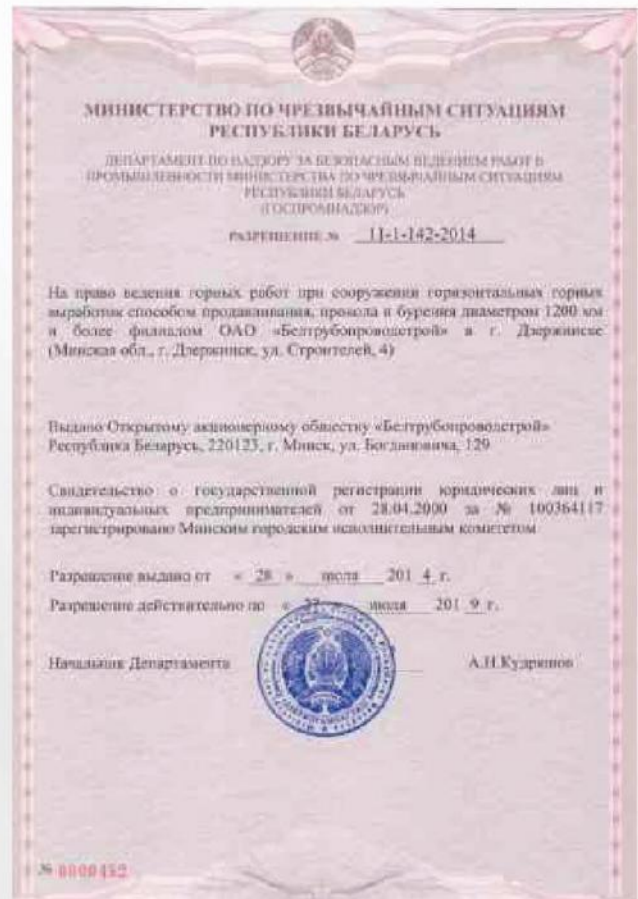 МИНИСТЕРСТВО ПО ЧРЕЗВЫЧАЙНЫМ СИТУАЦИЯМ
РЕСПУБЛИКИ БЕЛАРУСЬ
ДЕПАРТАМЕНТ ПО НАДЗОРУ ЗА БЕЗОПАСНЫМ ВЕДЕНИЕМ РАБОТ В
ПРОМЫШЛЕННОСТИ МИНИСТЕРСТВА ПО ЧРЕЗВЫЧАЙНЫМ СИТУАЦИЯМ
РЕСПУБЛИКИ БЕЛАРУСЬ
(ГОСПРОМНАДЗОР)
РАЗРЕШЕНИЕ № 11-1-142-2014
На право ведения горных работ при сооружении горизонтальных горных
выработок способом продавливания, прокола и бурения диаметром 1200 мм
и более филиалом ОАО «Белтрубопроводстрой» в г. Дзержинске
(Минская обл., г. Дзержинск, ул. Строителей, 4)
Выдано Открытому акционерному обществу «Белтрубопроводстрой»
Республика Беларусь, 220123, г. Минск, ул. Богдановича, 129
Свидетельство о государственной регистрации юридических лиц и
индивидуальных предпринимателей от 28.04.2000 за № 100364117
зарегистрировано Минским городским исполнительным комитетом
Разрешение выдано от « 28 » июля 201 4 г.
Разрешение действительно по « 27 » июля 201 9 г.
Начальник Департамента А.Н.Кудряшов
№ 0000452